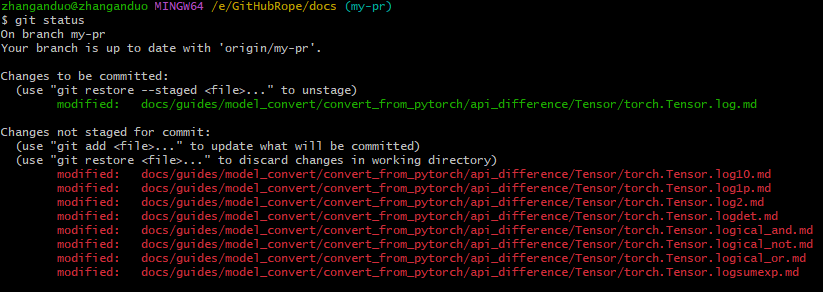 zhanganduo@zhanganduo MINGW64 /e/GitHubRope/docs (my-pr)
$ git status
On branch my-pr
Your branch is up to date with 'origin/my-pr'.
Changes to be committed:
(use "git restore --staged <file>..." to unstage)
modified: docs/guides/model_convert/convert_from_pytorch/api_difference/Tensor/torch.Tensor.log.md
Changes not staged for commit:
(use "git add <file>..." to update what will be committed)
(use "git restore <file>..." to discard changes in working directory)
modified: docs/guides/model_convert/convert_from_pytorch/api_difference/Tensor/torch.Tensor.log10.md
modified: docs/guides/model_convert/convert_from_pytorch/api_difference/Tensor/torch.Tensor.log1p.md
modified: docs/guides/model_convert/convert_from_pytorch/api_difference/Tensor/torch.Tensor.log2.md
modified: docs/guides/model_convert/convert_from_pytorch/api_difference/Tensor/torch.Tensor.logdet.md
modified: docs/guides/model_convert/convert_from_pytorch/api_difference/Tensor/torch.Tensor.logical_and.md
modified: docs/guides/model_convert/convert_from_pytorch/api_difference/Tensor/torch.Tensor.logical_not.md
modified: docs/guides/model_convert/convert_from_pytorch/api_difference/Tensor/torch.Tensor.logical_or.md
modified: docs/guides/model_convert/convert_from_pytorch/api_difference/Tensor/torch.Tensor.logsumexp.md